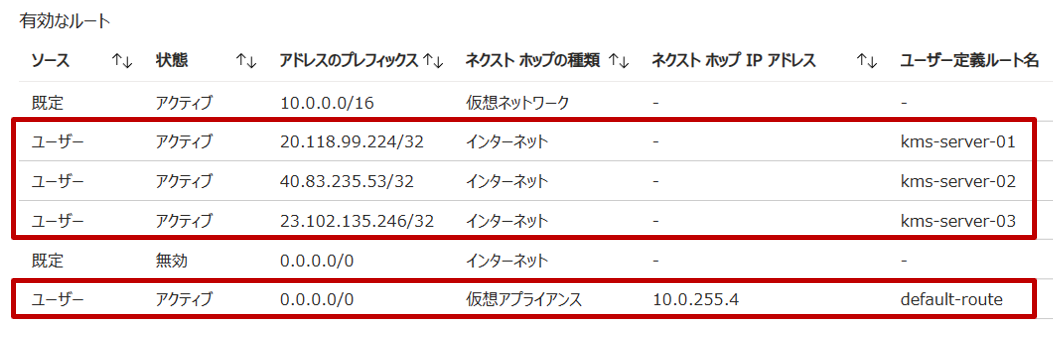 有効なルート
ソース ↑↓ 状態 ↑↓ アドレスのプレフィックス ↑↓ ネクスト ホップの種類 ↑↓ ネクスト ホップ IP アドレス ↑↓ ユーザー定義ルート名
既定 アクティブ 10.0.0.0/16 仮想ネットワーク - -
ユーザー アクティブ 20.118.99.224/32 インターネット - kms-server-01
ユーザー アクティブ 40.83.235.53/32 インターネット - kms-server-02
ユーザー アクティブ 23.102.135.246/32 インターネット - kms-server-03
既定 無効 0.0.0.0/0 インターネット - -
ユーザー アクティブ 0.0.0.0/0 仮想アプライアンス 10.0.255.4 default-route